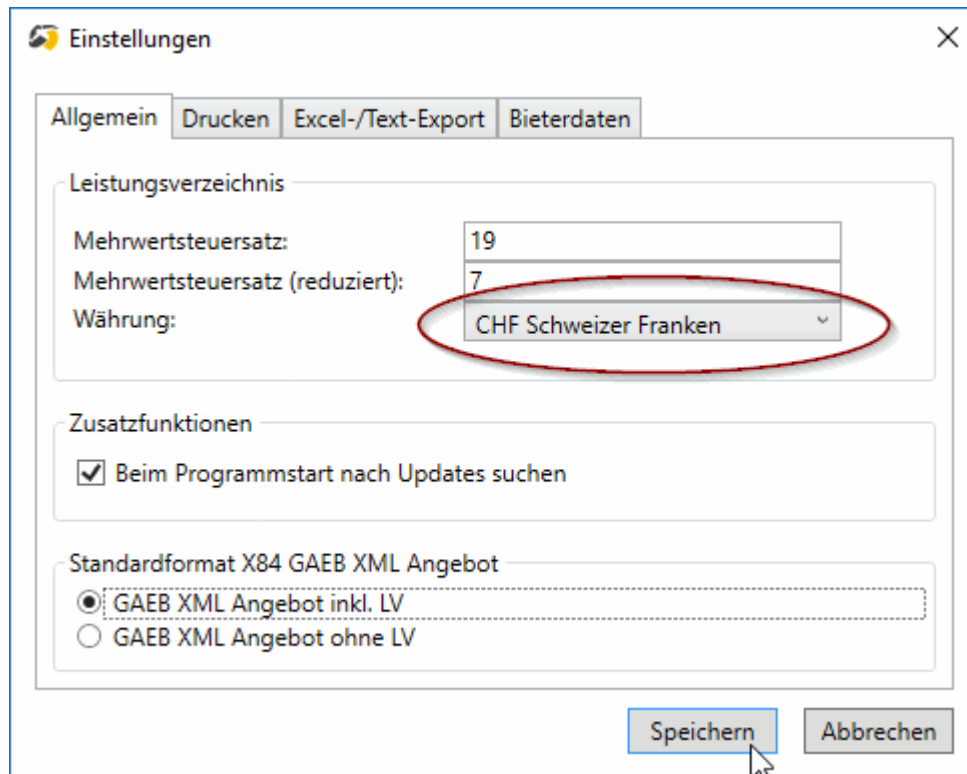 Einstellungen
Allgemein Drucken Excel-/Text-Export Bieterdaten
Leistungsverzeichnis
Mehrwertsteuersatz: 19
Mehrwertsteuersatz (reduziert): 7
Währung: CHF Schweizer Franken
Zusatzfunktionen
Beim Programmstart nach Updates suchen
Standardformat X84 GAEB XML Angebot
GAEB XML Angebot inkl. LV
GAEB XML Angebot ohne LV
Speichern Abbrechen